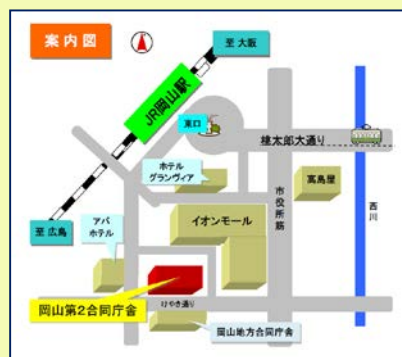 案内図
至 大阪
JR岡山駅
東口
桃太郎大通り
ホテル
グランヴィア
高島屋
市役所筋
西川
イオンモール
至 広島
アパ
ホテル
岡山第2合同庁舎
けやき通り
岡山地方合同庁舎